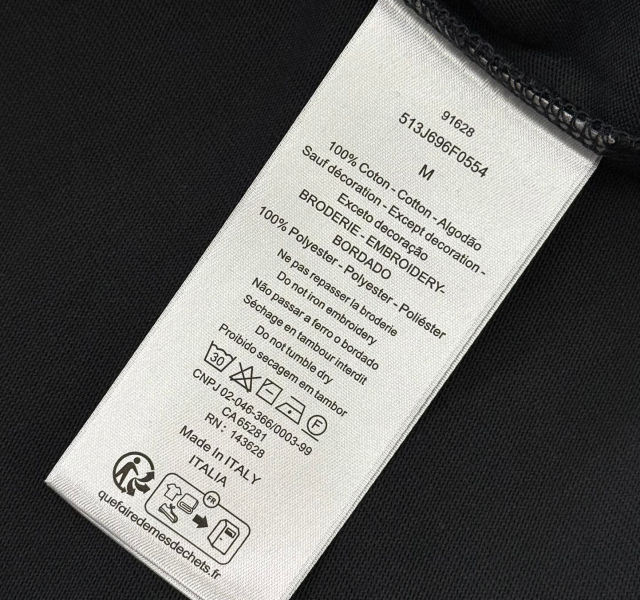 91628
513J696F0554
M
100% Coton - Cotton - Algodão
Sauf décoration - Except decoration -
Exceto decoração
BRODERIE - EMBROIDERY-
BORDADO
100% Polyester - Polyester - Poliéster
Ne pas repasser la broderie
Do not iron embroidery
Não passar a ferro o bordado
Séchage en tambour interdit
Do not tumble dry
Proibido secagem em tambor
30 F
CNPJ 02-046-366/0003-99
CA 65281
RN : 143628
Made In ITALY
ITALIA
FR
quefairedemesdechets.fr